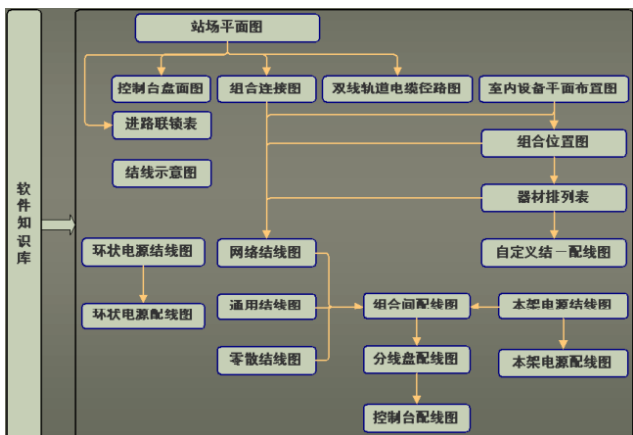 站场平面图
控制台盘面图
组合连接图
双线轨道电缆径路图
室内设备平面布置图
进路联锁表
组合位置图
结线示意图
器材排列表
软件知识库
环状电源结线图
网络结线图
自定义结－配线图
环状电源配线图
通用结线图
组合间配线图
本架电源结线图
零散结线图
分线盘配线图
本架电源配线图
控制台配线图